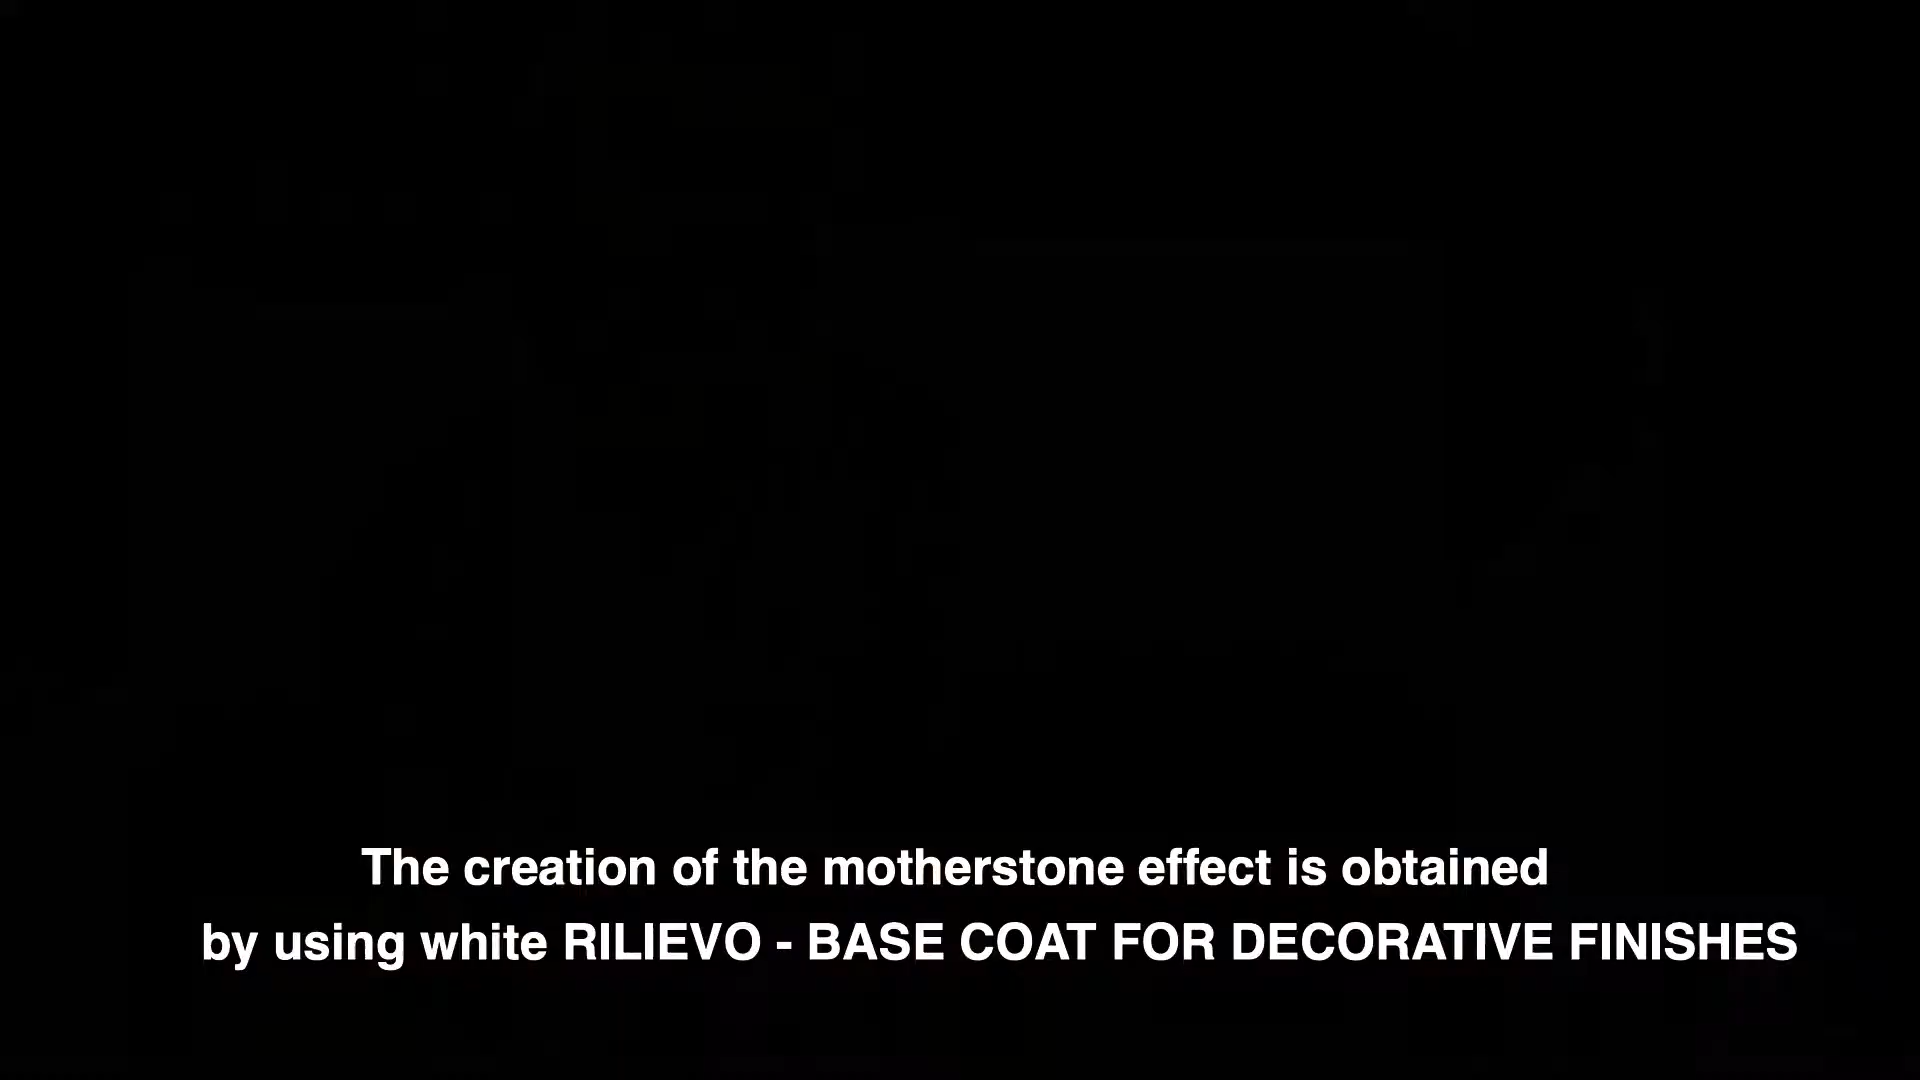 The creation of the motherstone effect is obtained
by using white RILIEVO - BASE COAT FOR DECORATIVE FINISHES